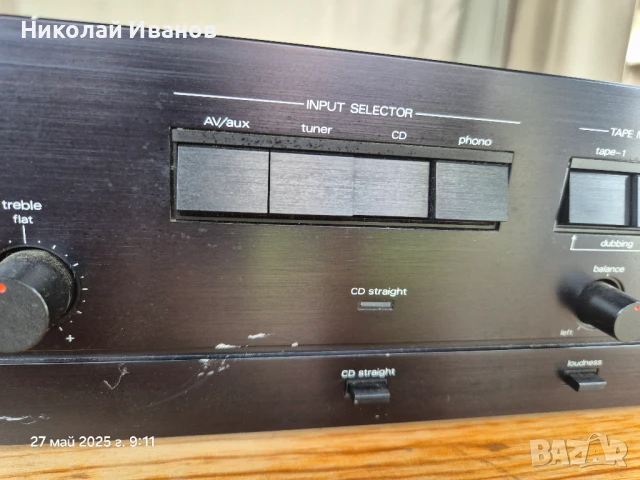 Николай Иванов
INPUT SELECTOR
AV/aux tuner CD phono
TAPE M
tape-1
dubbing
treble
flat
+
balance
left
CD straight
CD straight
loudness
27 май 2025 г. 9:11
BAZAR